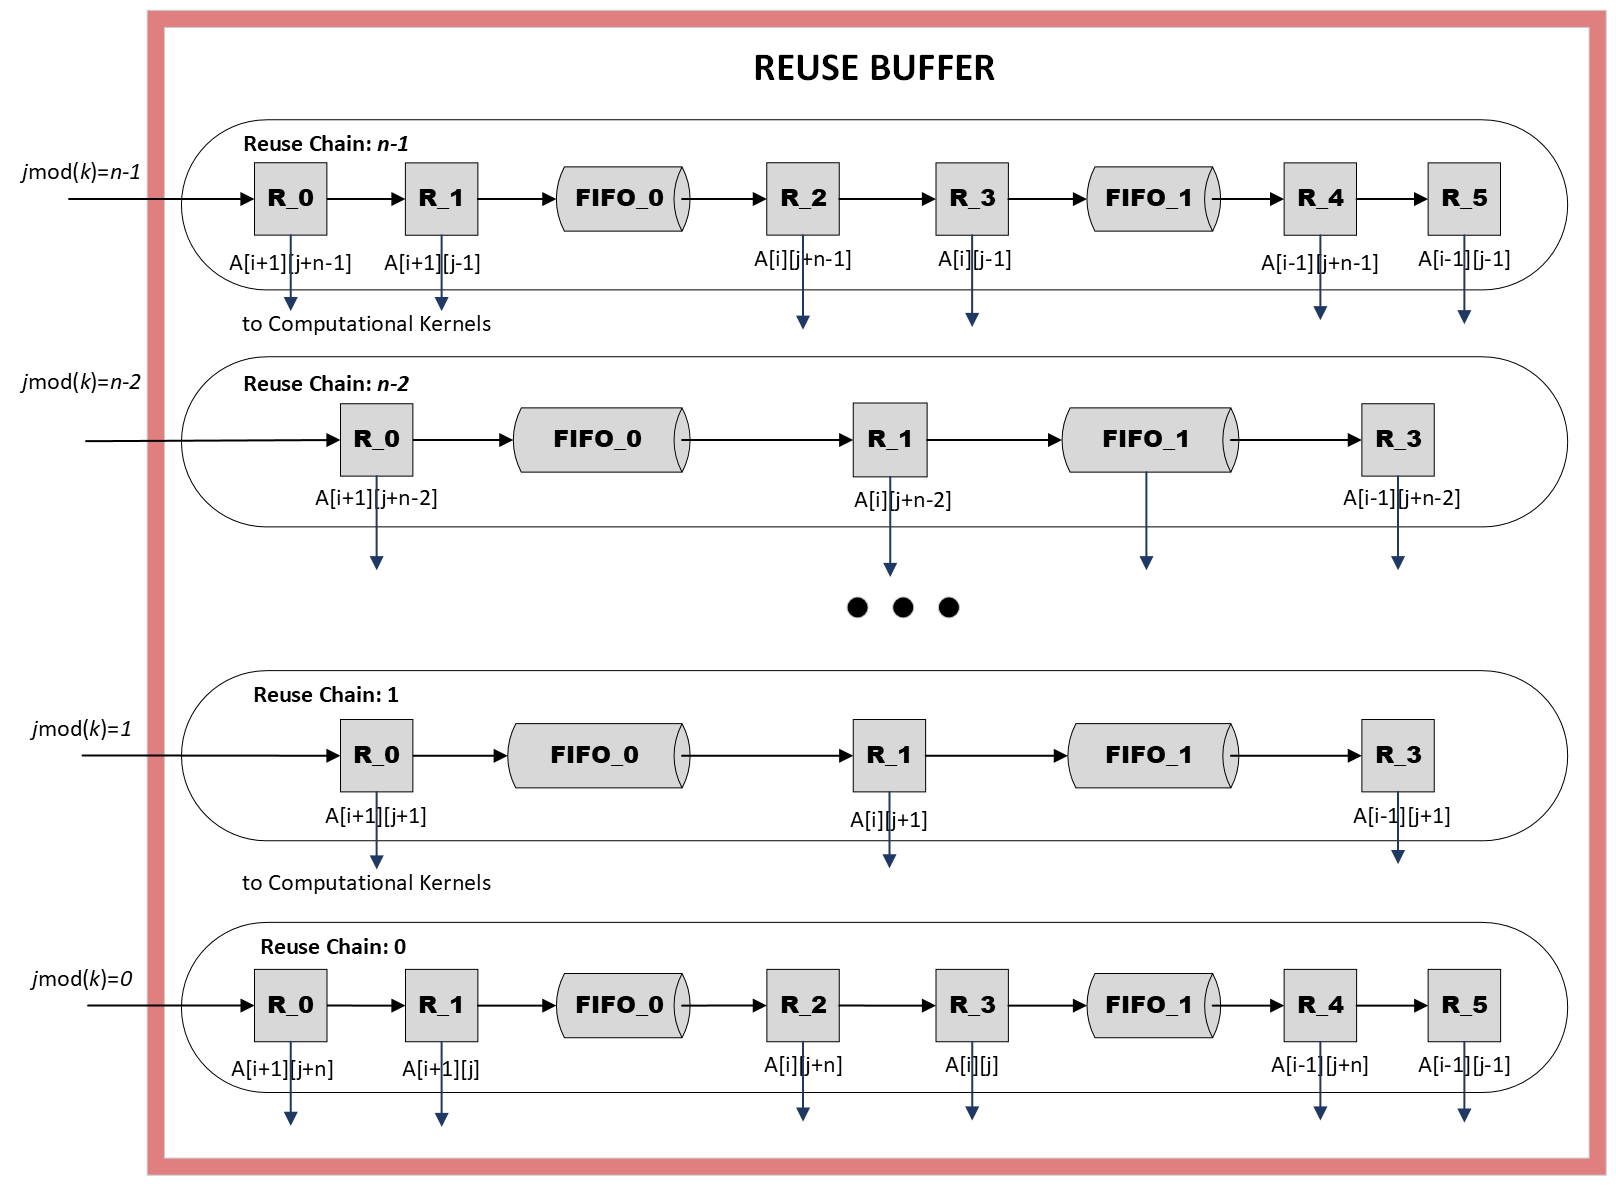 REUSE BUFFER
Reuse Chain: n-1
jmod(k)=n-1
R_0 R_1 FIFO_0 R_2 R_3 FIFO_1 R_4 R_5
A[i+1][j+n-1] A[i+1][j-1] A[i][j+n-1] A[i][j-1] A[i-1][j+n-1] A[i-1][j-1]
to Computational Kernels
jmod(k)=n-2
Reuse Chain: n-2
R_0 FIFO_0 R_1 FIFO_1 R_3
A[i+1][j+n-2] A[i][j+n-2] A[i-1][j+n-2]
Reuse Chain: 1
jmod(k)=1
R_0 FIFO_0 R_1 FIFO_1 R_3
A[i+1][j+1] A[i][j+1] A[i-1][j+1]
to Computational Kernels
Reuse Chain: 0
jmod(k)=0
R_0 R_1 FIFO_0 R_2 R_3 FIFO_1 R_4 R_5
A[i+1][j+n] A[i+1][j] A[i][j+n] A[i][j] A[i-1][j+n] A[i-1][j-1]